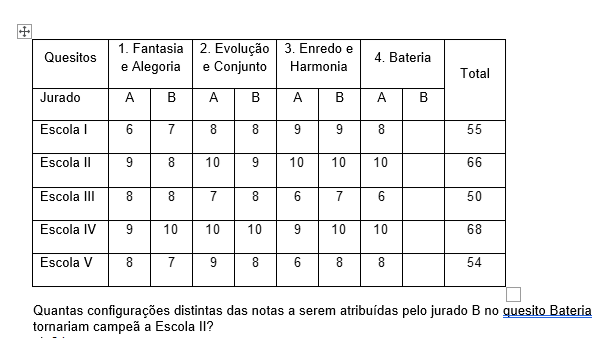 Quesitos 1. Fantasia e Alegoria 2. Evolução e Conjunto 3. Enredo e Harmonia 4. Bateria Total
Jurado A B A B A B A B
Escola I 6 7 8 8 9 9 8 55
Escola II 9 8 10 9 10 10 10 66
Escola III 8 8 7 8 6 7 6 50
Escola IV 9 10 10 10 9 10 10 68
Escola V 8 7 9 8 6 8 8 54
Quantas configurações distintas das notas a serem atribuídas pelo jurado B no quesito Bateria
tornariam campeã a Escola II?